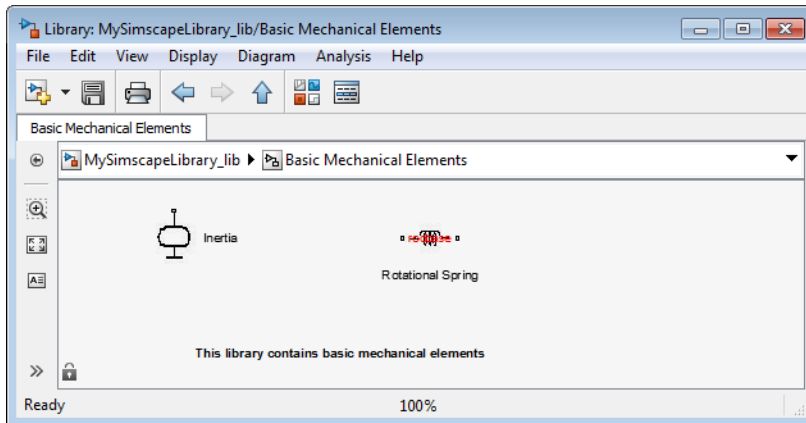 Library: MySimscapeLibrary_lib/Basic Mechanical Elements
File Edit View Display Diagram Analysis Help
Basic Mechanical Elements
MySimscapeLibrary_lib Basic Mechanical Elements
Inertia
Rotational Spring
This library contains basic mechanical elements
Ready 100%